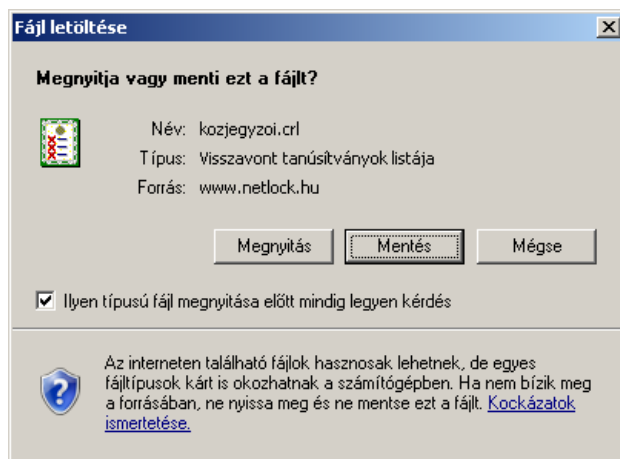 Fájl letöltése
Megnyitja vagy menti ezt a fájlt?
Név: kozjegyzoi.crl
Típus: Visszavont tanúsítványok listája
Forrás: www.netlock.hu
Megnyitás Mentés Mégse
Ilyen típusú fájl megnyitása előtt mindig legyen kérdés
Az interneten található fájlok hasznosak lehetnek, de egyes
fájltípusok kárt is okozhatnak a számítógépben. Ha nem bízik meg
a forrásában, ne nyissa meg és ne mentse ezt a fájlt. Kockázatok
ismertetése.